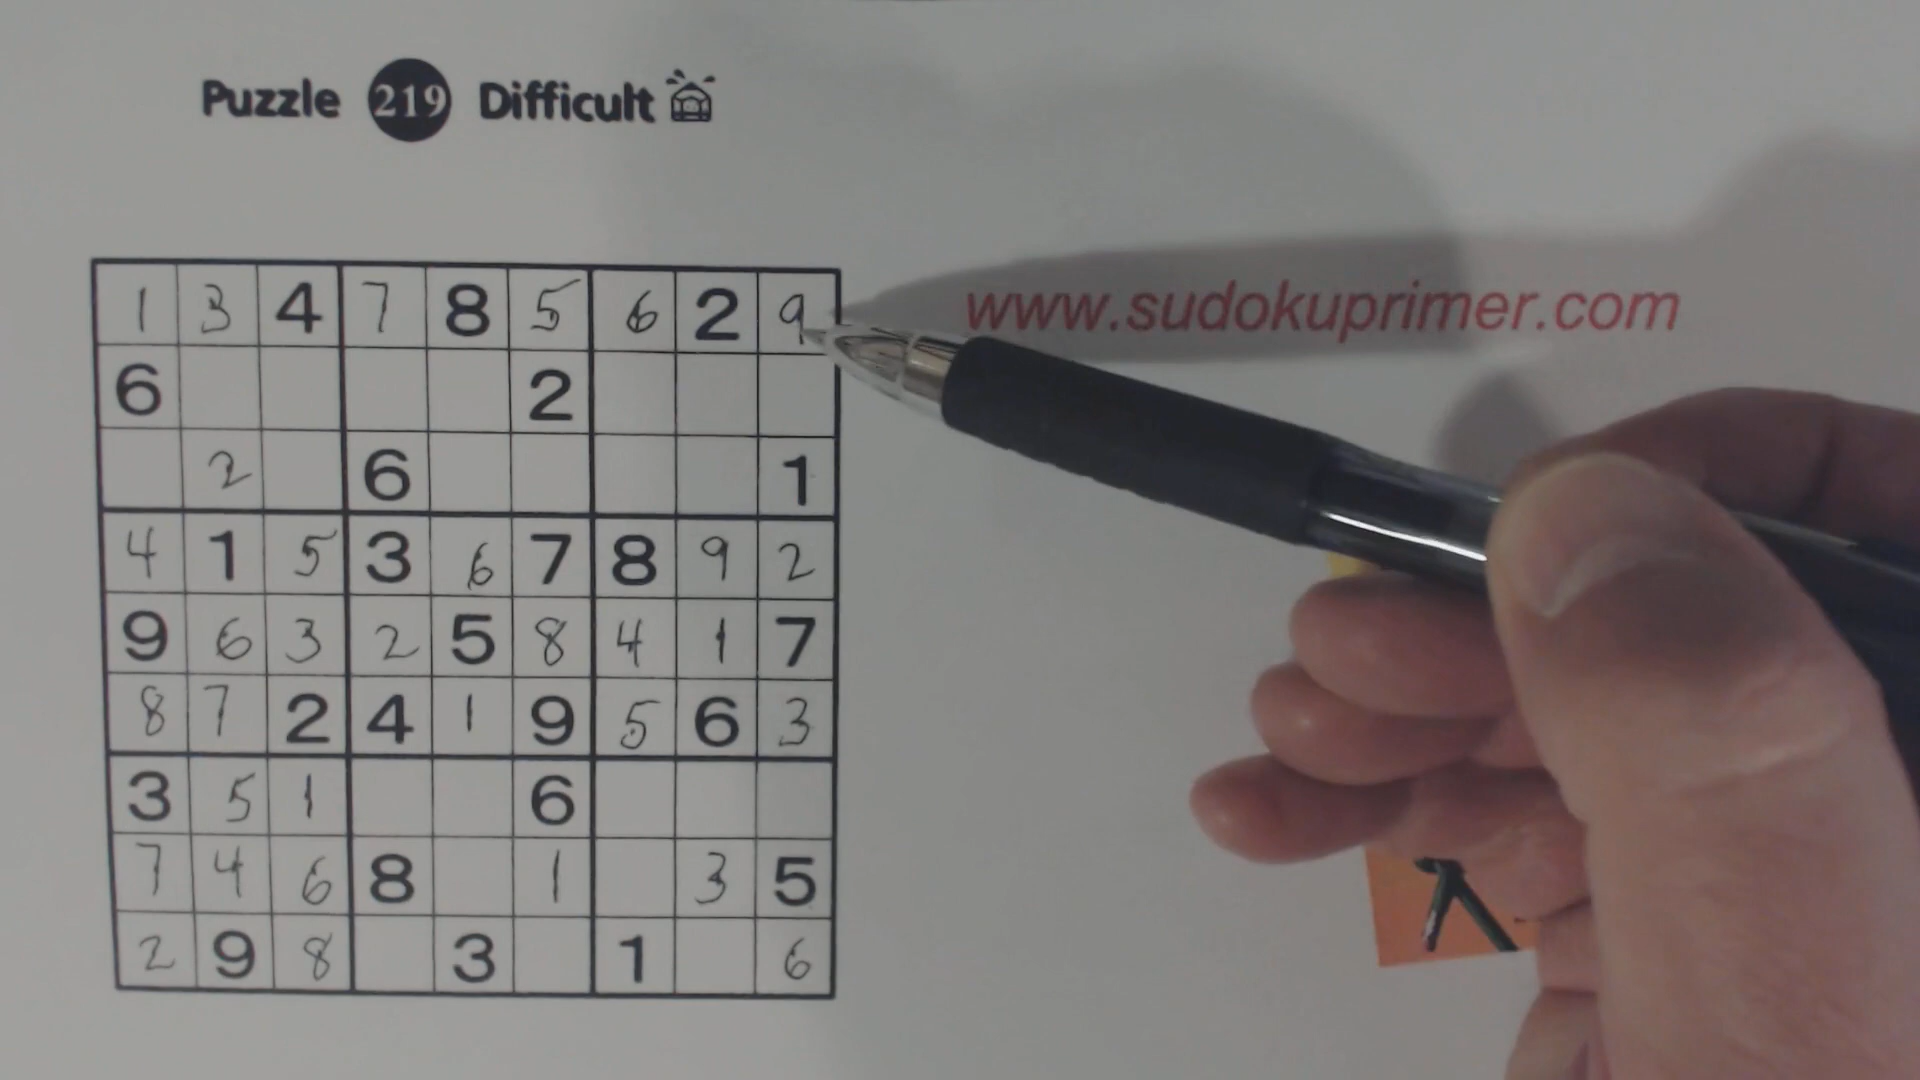 Puzzle 219 Difficult
www.sudokuprimer.com
1 3 4 7 8 5 6 2 9
6 2
2 6 1
4 1 5 3 6 7 8 9 2
9 6 3 2 5 8 4 1 7
8 7 2 4 1 9 5 6 3
3 5 1 6
7 4 6 8 1 3 5
2 9 8 3 1 6